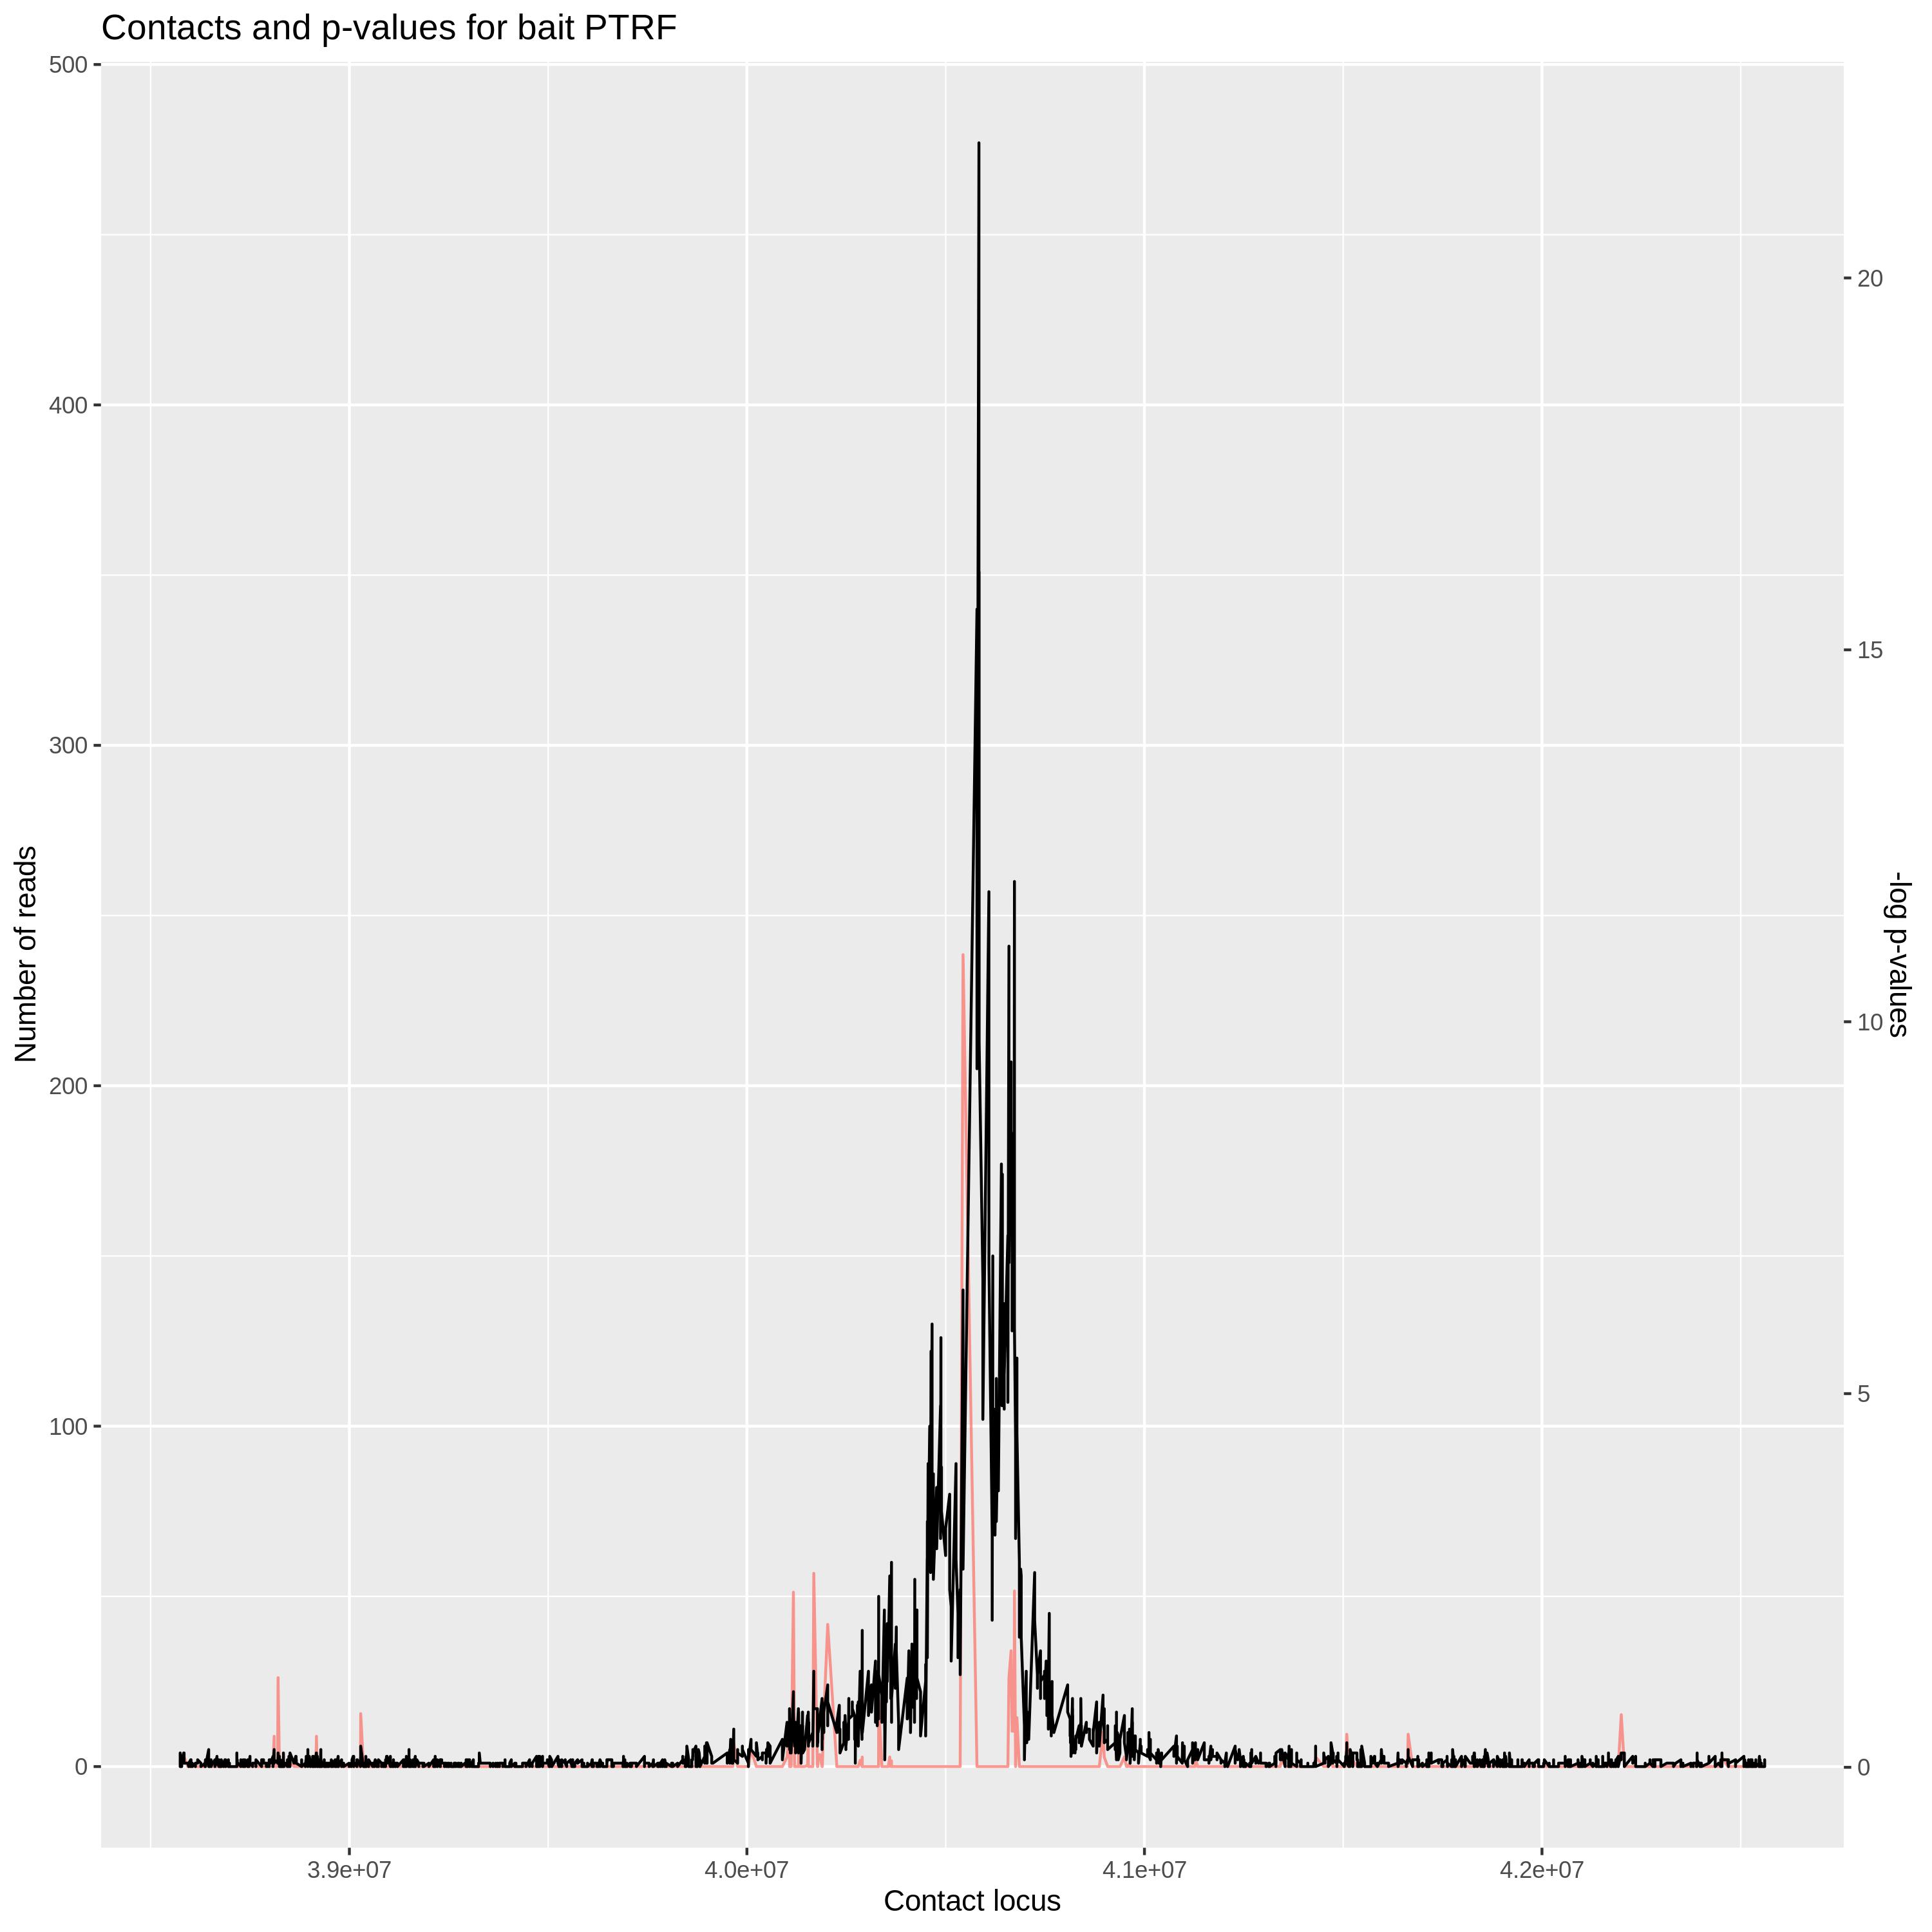 Contacts and p-values for bait PTRF
500
400
300
200
100
0
Number of reads
20
15
10
5
0
-log p-values
3.9e+07
4.0e+07
4.1e+07
4.2e+07
Contact locus